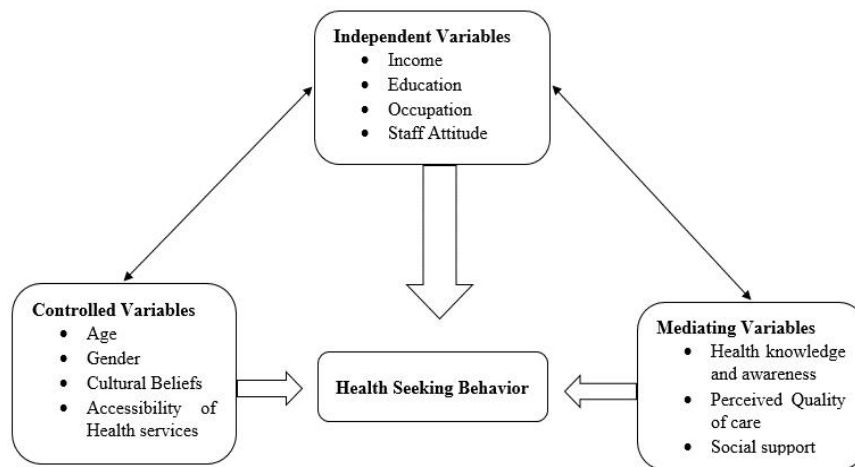 Independent Variables
• Income
• Education
• Occupation
• Staff Attitude
Controlled Variables
• Age
• Gender
• Cultural Beliefs
• Accessibility of
Health services
Health Seeking Behavior
Mediating Variables
• Health knowledge
and awareness
• Perceived Quality
of care
• Social support